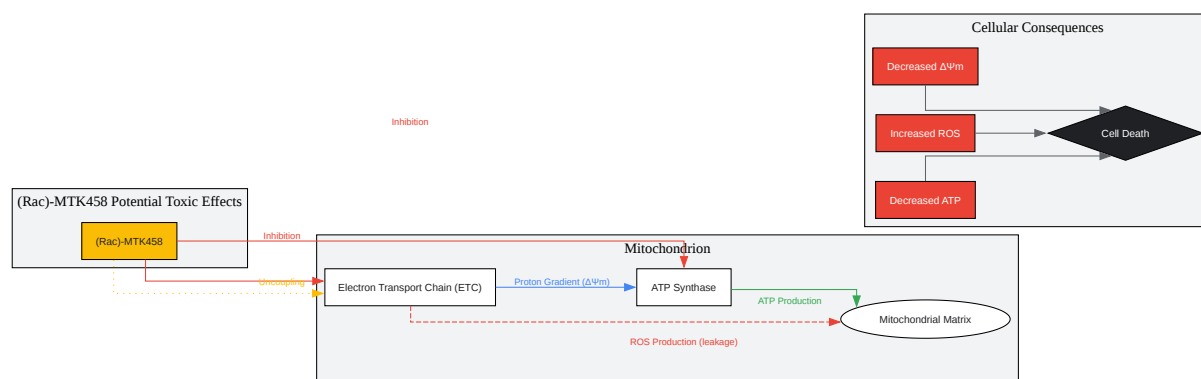 Cellular Consequences
Decreased ΔΨm
Inhibition
Increased ROS
Cell Death
Decreased ATP
(Rac)-MTK458 Potential Toxic Effects
(Rac)-MTK458
Inhibition
Mitochondrion
Uncoupling
Electron Transport Chain (ETC)
Proton Gradient (ΔΨm)
ATP Synthase
ATP Production
Mitochondrial Matrix
ROS Production (leakage)